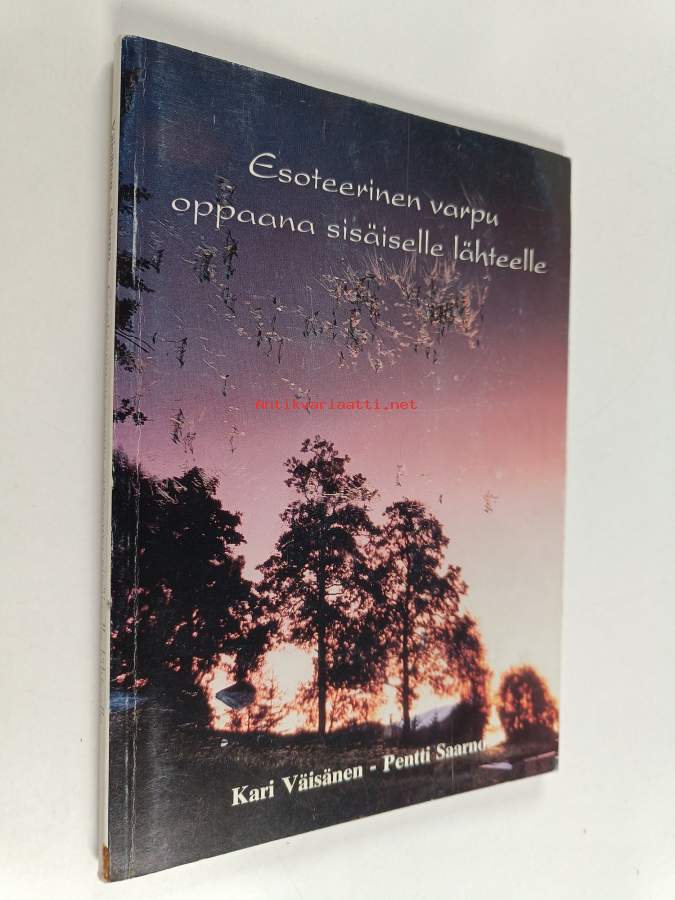 Esoteerinen varpu
oppaana sisäiselle lähteelle
antikvariaatti.net
Kari Väisänen - Pentti Saarno